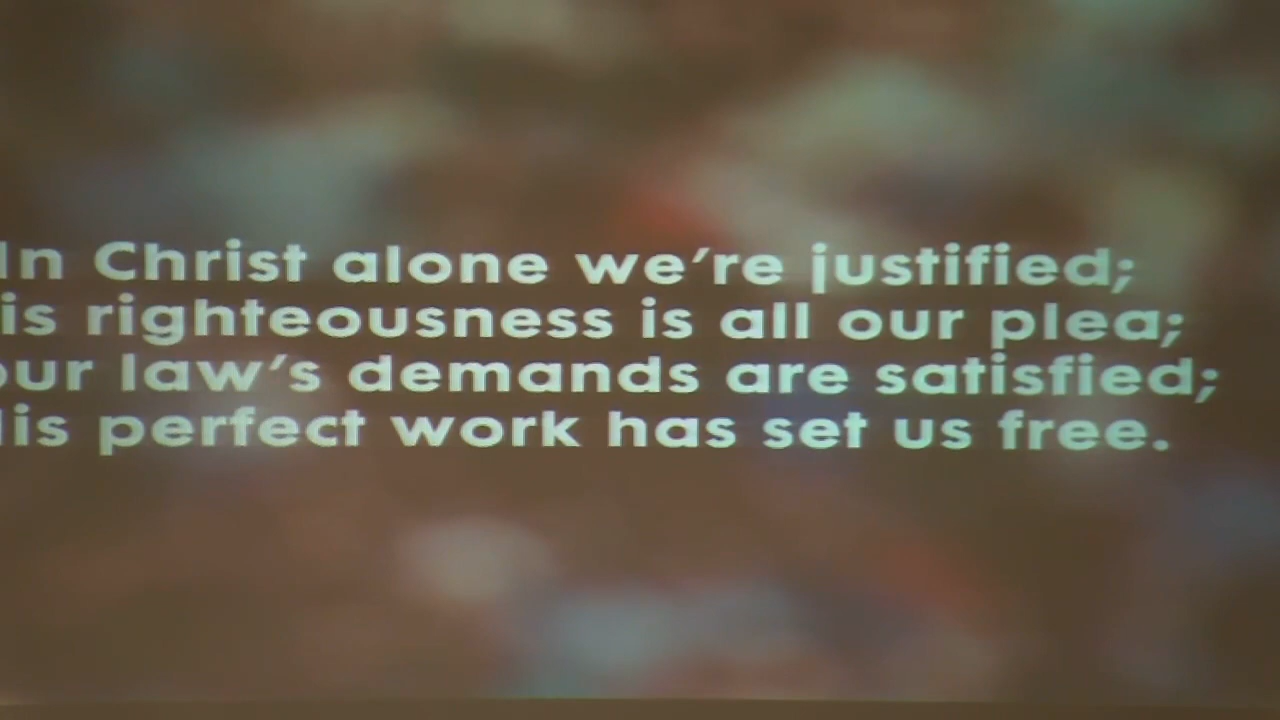 In Christ alone we're justified;
is righteousness is all our plea;
our law's demands are satisfied;
His perfect work has set us free.